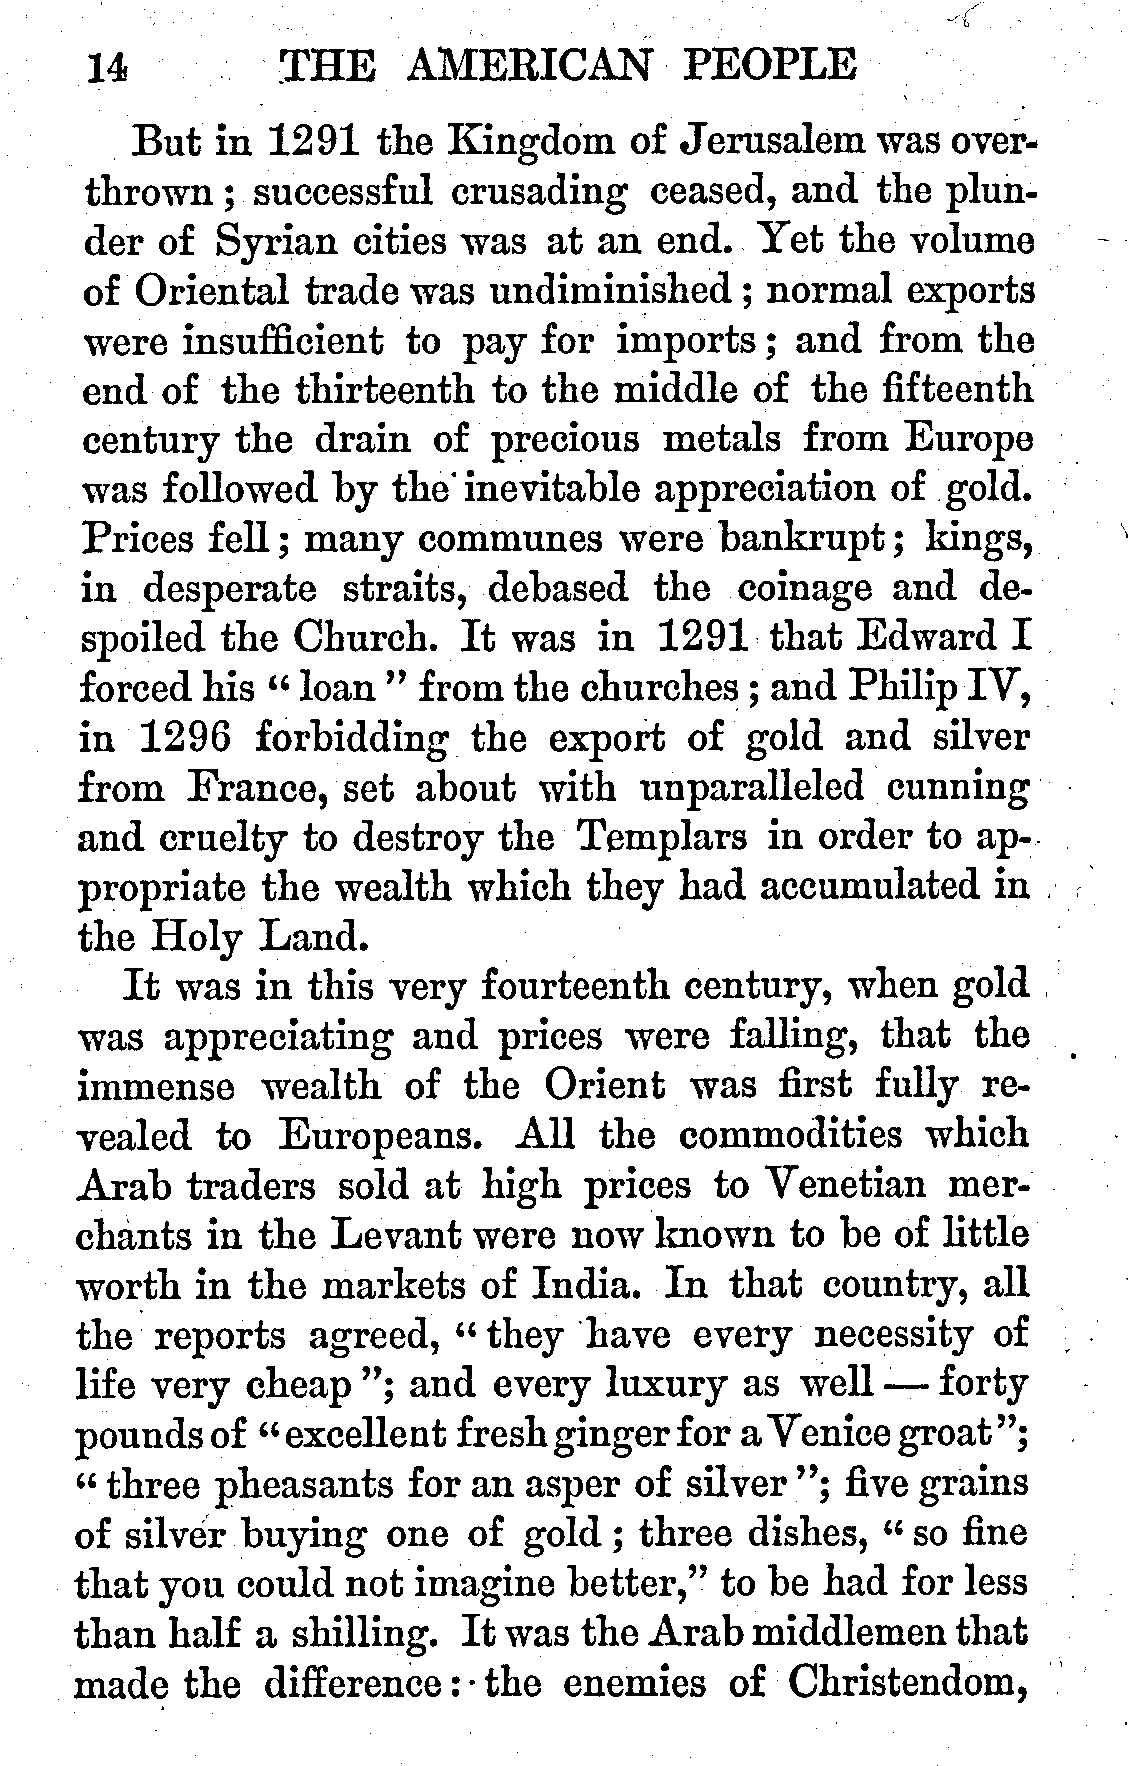 14 THE AMERICAN PEOPLE
But in 1291 the Kingdom of Jerusalem was over-
thrown; successful crusading ceased, and the plun-
der of Syrian cities was at an end. Yet the volume
of Oriental trade was undiminished; normal exports
were insufficient to pay for imports; and from the
end of the thirteenth to the middle of the fifteenth
century the drain of precious metals from Europe
was followed by the inevitable appreciation of gold.
Prices fell; many communes were bankrupt; kings,
in desperate straits, debased the coinage and de-
spoiled the Church. It was in 1291 that Edward I
forced his "loan" from the churches; and Philip IV,
in 1296 forbidding the export of gold and silver
from France, set about with unparalleled cunning
and cruelty to destroy the Templars in order to ap-
propriate the wealth which they had accumulated in
the Holy Land.
It was in this very fourteenth century, when gold
was appreciating and prices were falling, that the
immense wealth of the Orient was first fully re-
vealed to Europeans. All the commodities which
Arab traders sold at high prices to Venetian mer-
chants in the Levant were now known to be of little
worth in the markets of India. In that country, all
the reports agreed, "they have every necessity of
life very cheap"; and every luxury as well — forty
pounds of "excellent fresh ginger for a Venice groat";
"three pheasants for an asper of silver"; five grains
of silver buying one of gold; three dishes, "so fine
that you could not imagine better," to be had for less
than half a shilling. It was the Arab middlemen that
made the difference: the enemies of Christendom,